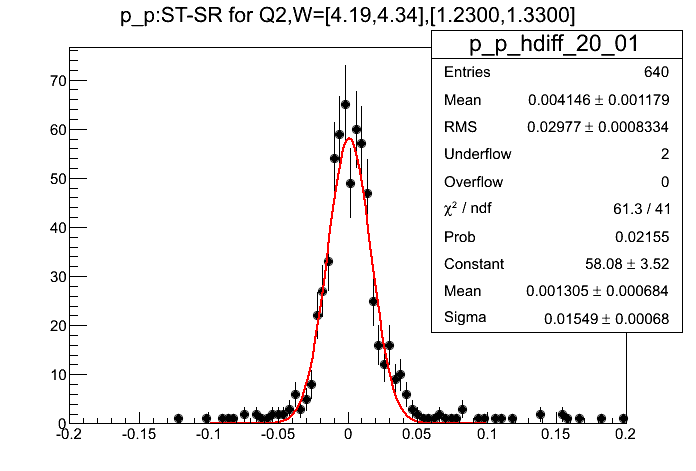 p_p:ST-SR for Q2,W=[4.19,4.34],[1.2300,1.3300]
p_p_hdiff_20_01
Entries 640
Mean 0.004146 ± 0.001179
RMS 0.02977 ± 0.0008334
Underflow 2
Overflow 0
χ² / ndf 61.3 / 41
Prob 0.02155
Constant 58.08 ± 3.52
Mean 0.001305 ± 0.000684
Sigma 0.01549 ± 0.00068
70
60
50
40
30
20
10
0
-0.2 -0.15 -0.1 -0.05 0 0.05 0.1 0.15 0.2